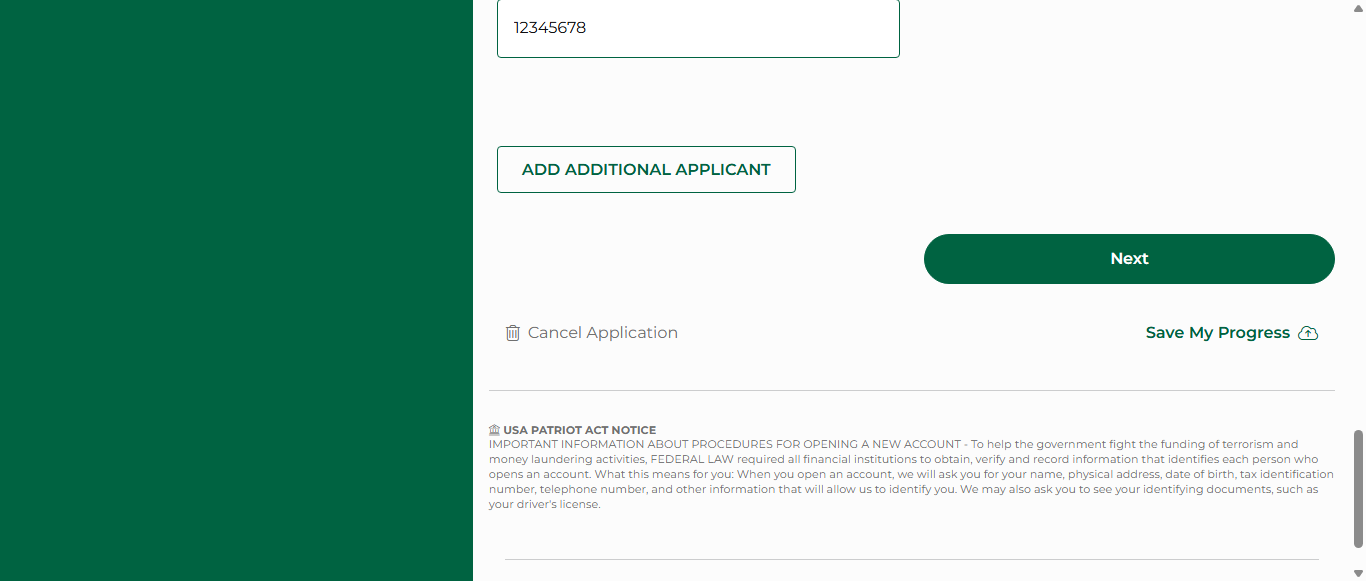 12345678
ADD ADDITIONAL APPLICANT
Next
Cancel Application
Save My Progress
USA PATRIOT ACT NOTICE
IMPORTANT INFORMATION ABOUT PROCEDURES FOR OPENING A NEW ACCOUNT - To help the government fight the funding of terrorism and
money laundering activities, FEDERAL LAW required all financial institutions to obtain, verify and record information that identifies each person who
opens an account. What this means for you: When you open an account, we will ask you for your name, physical address, date of birth, tax identification
number, telephone number, and other information that will allow us to identify you. We may also ask you to see your identifying documents, such as
your driver's license.